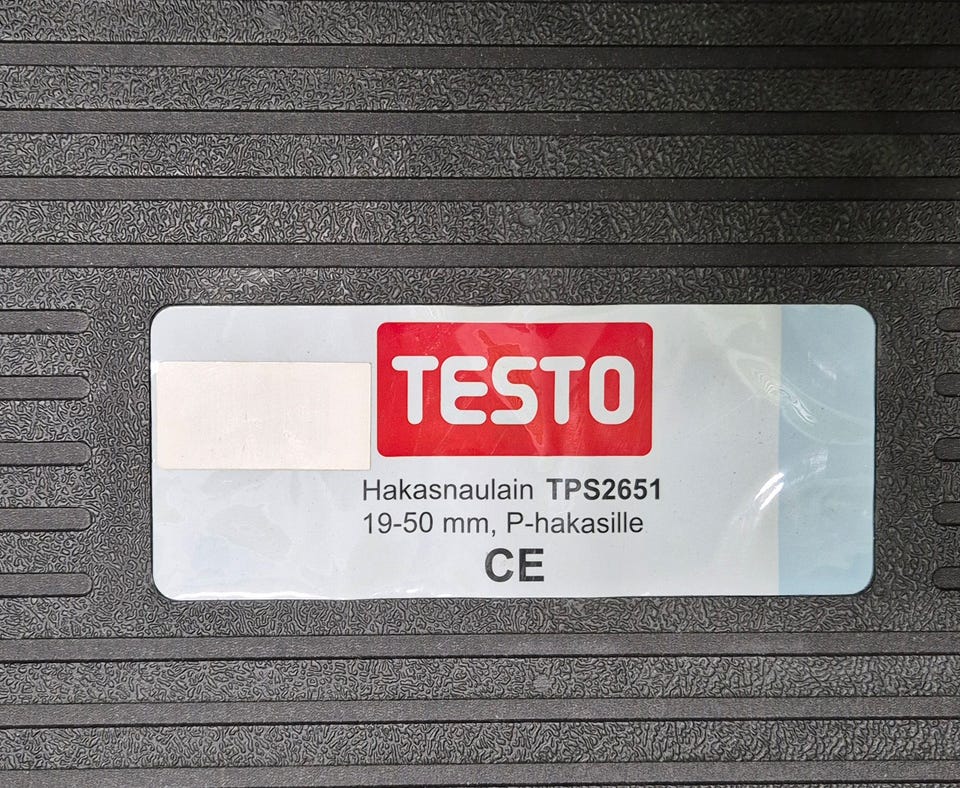 TESTO
Hakasnaulain TPS2651
19-50 mm, P-hakasille
CE